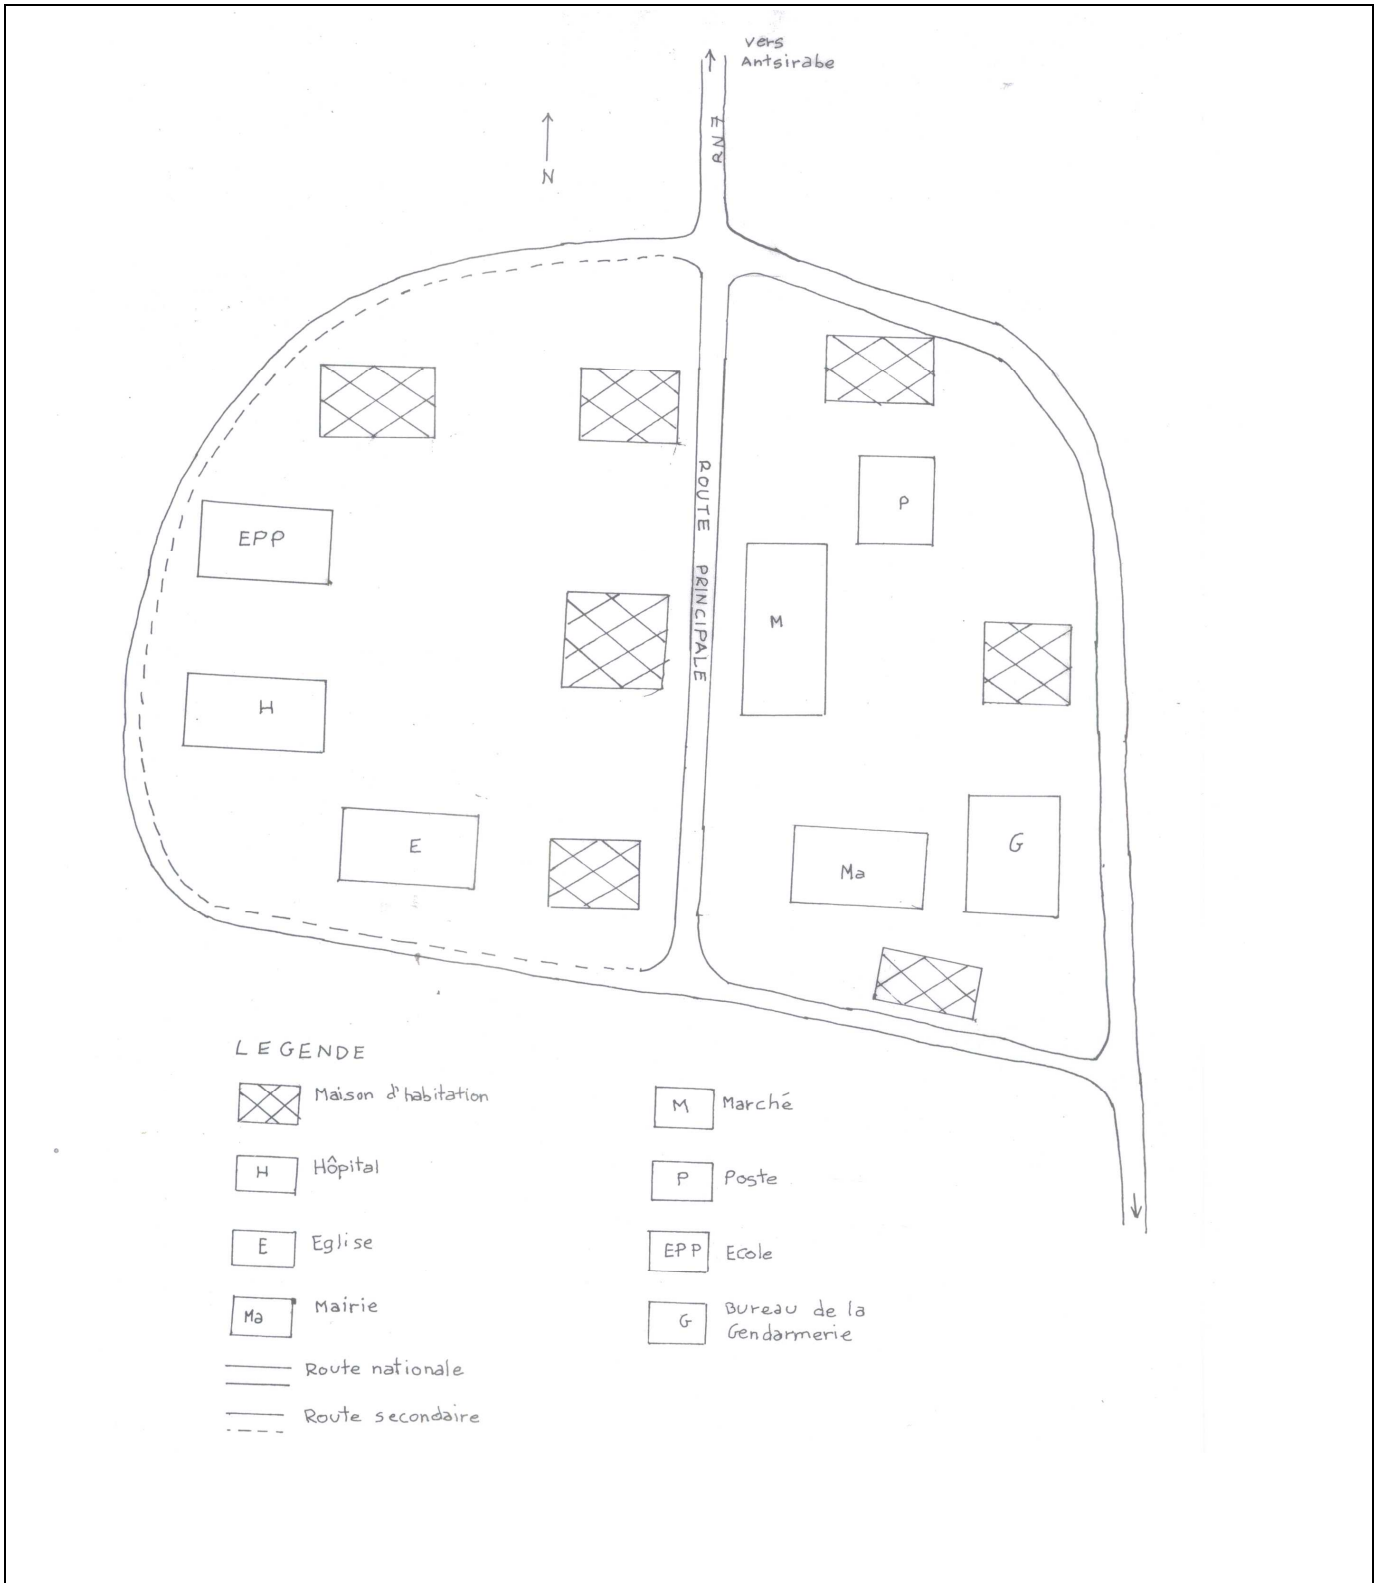 vers
Antsirabe
RN7
N
ROUTE PRINCIPALE
P
EPP
M
H
E
Ma
G
LEGENDE
Maison d'habitation
M Marché
H Hôpital
P Poste
E Eglise
EPP Ecole
Ma Mairie
G Bureau de la
Gendarmerie
Route nationale
Route secondaire